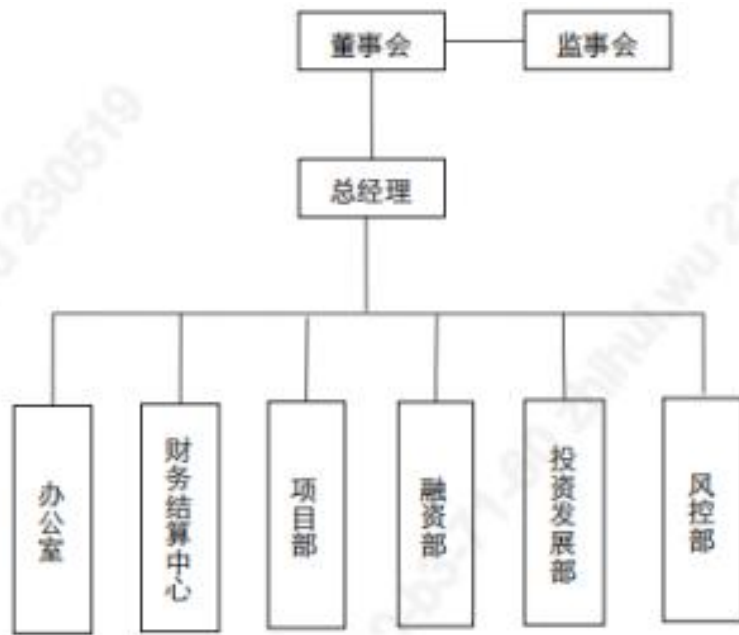 董事会
监事会
总经理
办公室
财务结算中心
项目部
融资部
投资发展部
风控部